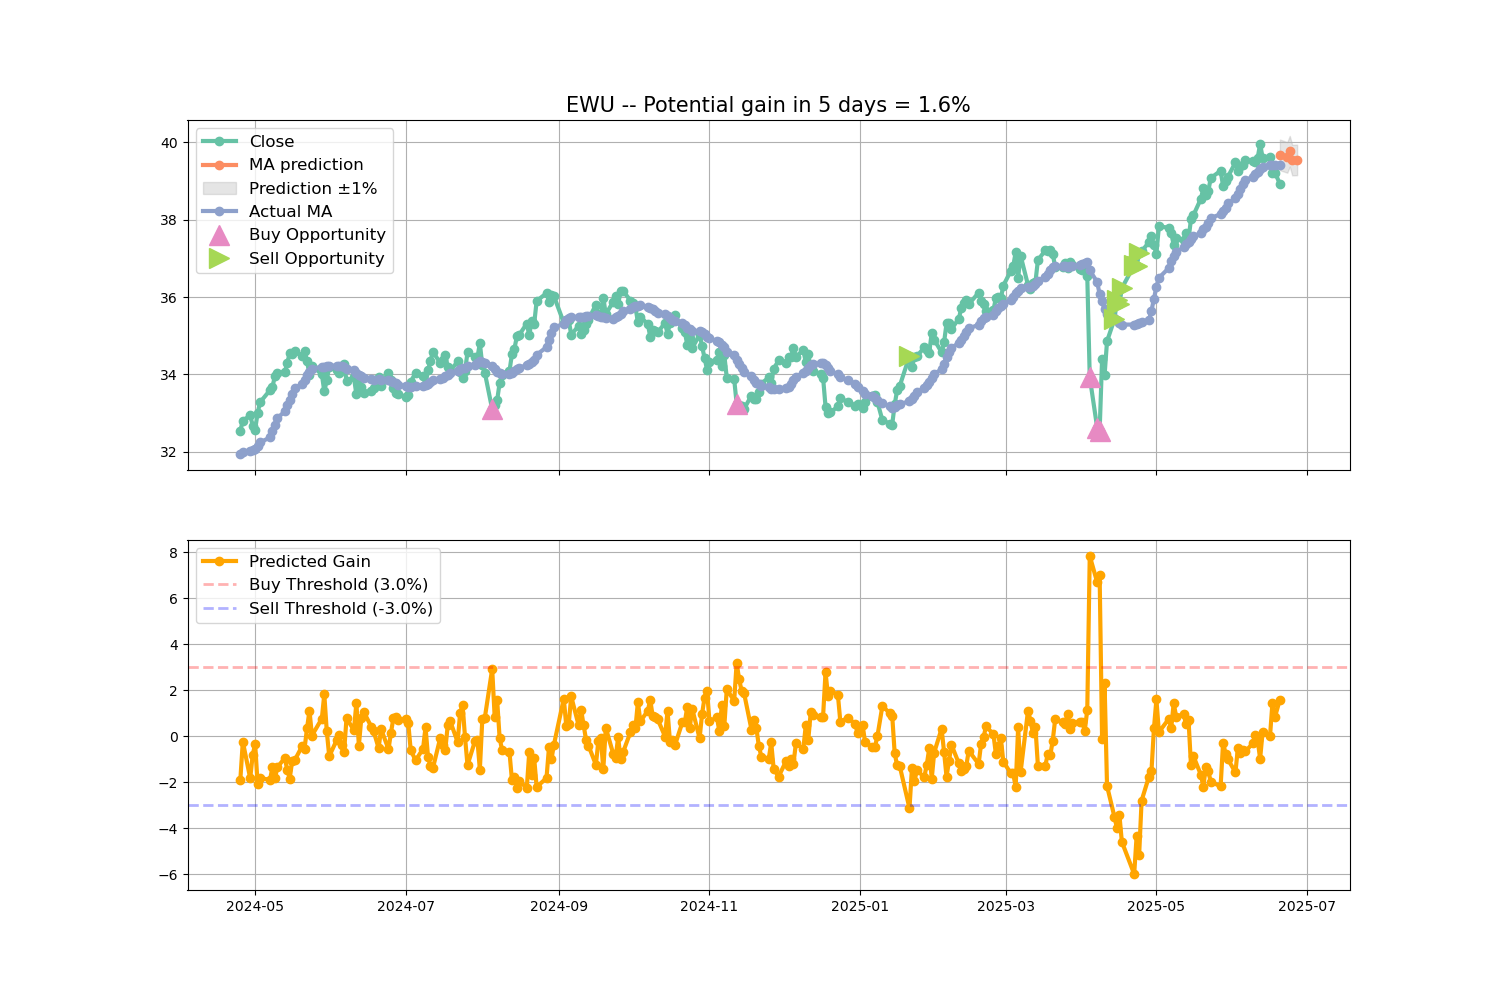 EWU -- Potential gain in 5 days = 1.6%
Close
MA prediction
Prediction ±1%
Actual MA
Buy Opportunity
Sell Opportunity
40
38
36
34
32
Predicted Gain
Buy Threshold (3.0%)
Sell Threshold (-3.0%)
8
6
4
2
0
−2
−4
−6
2024-05 2024-07 2024-09 2024-11 2025-01 2025-03 2025-05 2025-07